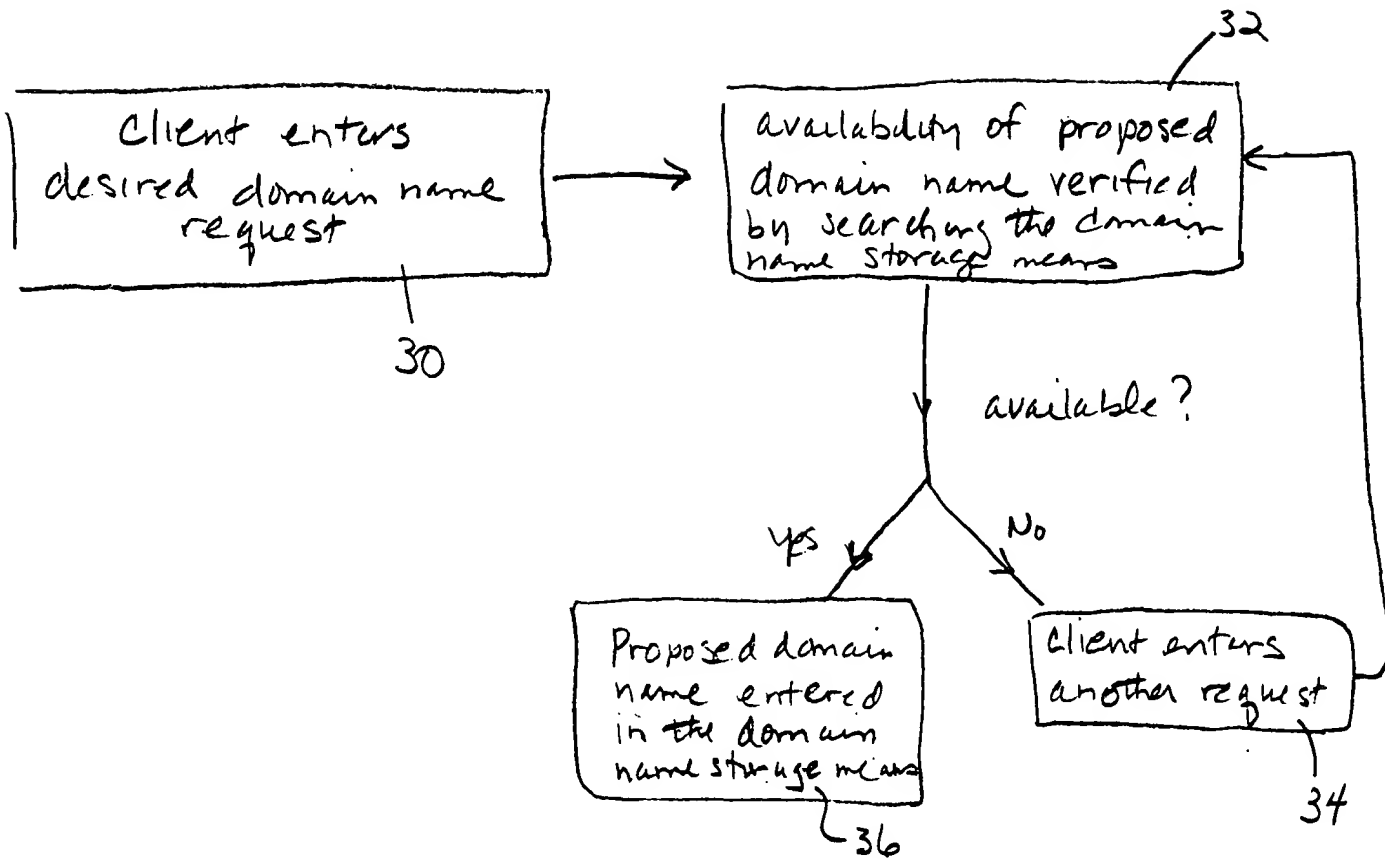 32
Client enters
desired domain name
request
30
availability of proposed
domain name verified
by searching the domain
name storage means
available?
Yes
No
Proposed domain
name entered
in the domain
name storage means
36
Client enters
another request
34